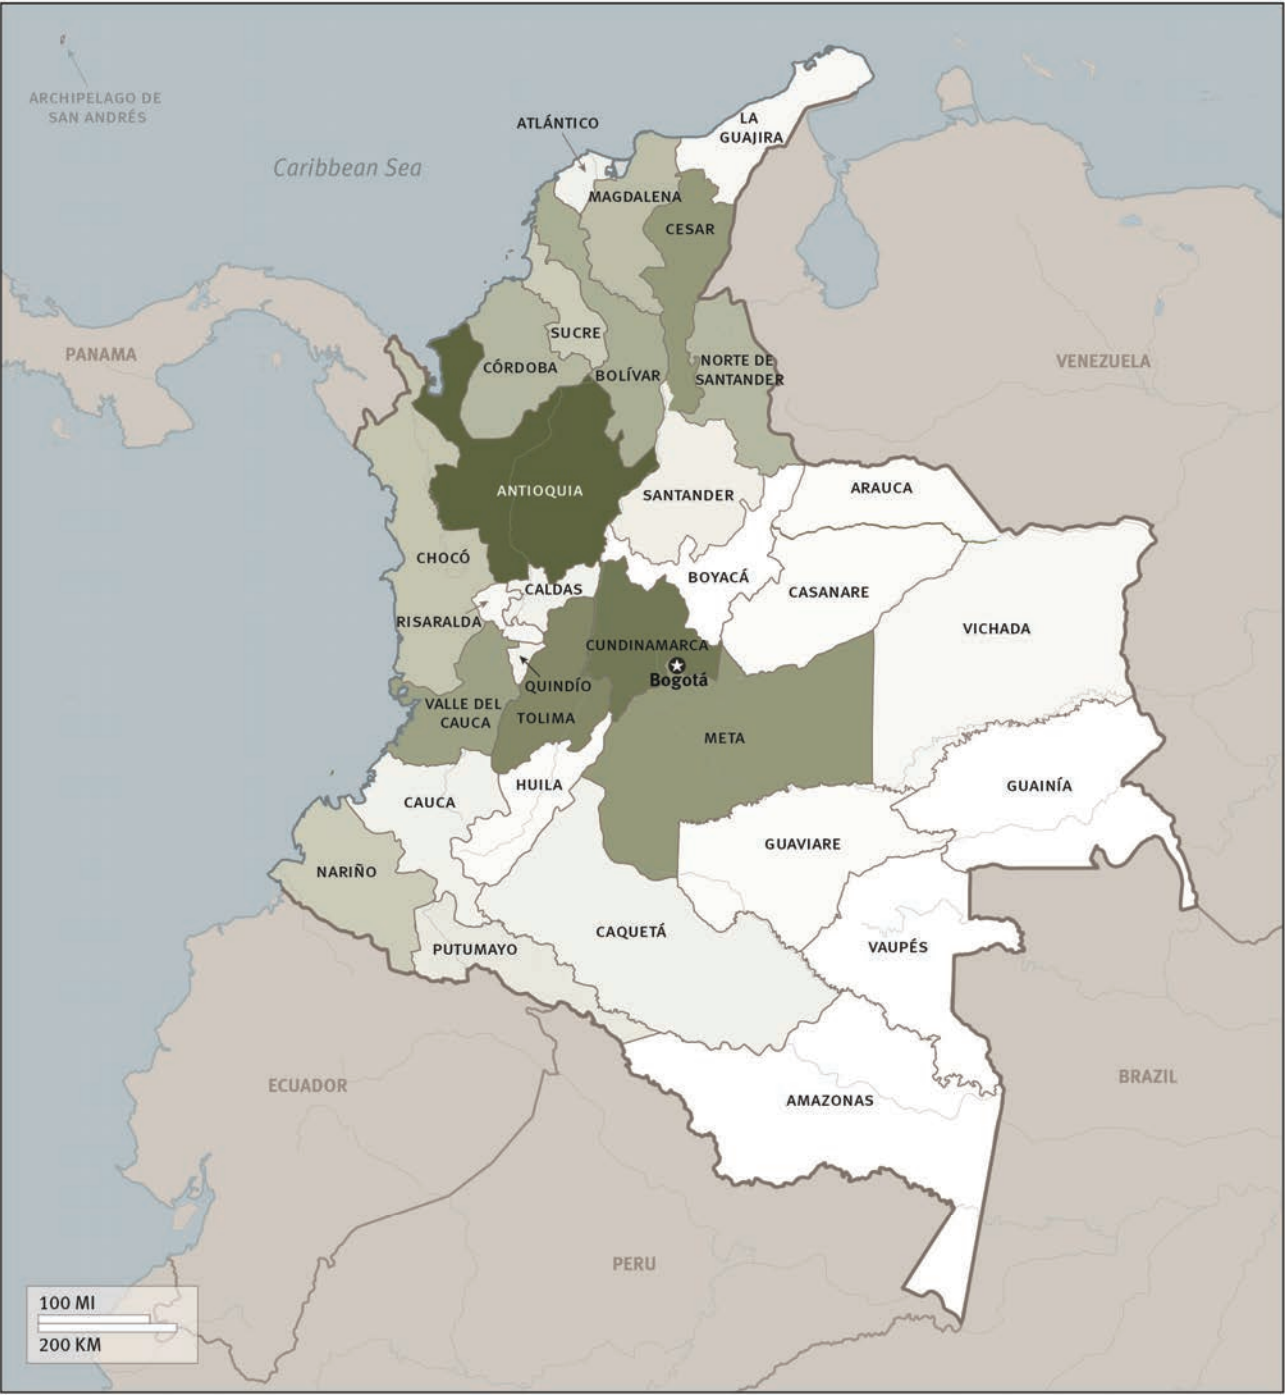 ARCHIPELAGO DE
SAN ANDRÉS
Caribbean Sea
ATLÁNTICO
LA
GUAJIRA
MAGDALENA
CESAR
PANAMA
SUCRE
CÓRDOBA
BOLÍVAR
NORTE DE
SANTANDER
VENEZUELA
ANTIOQUIA
SANTANDER
ARAUCA
CHOCÓ
CALDAS
BOYACÁ
CASANARE
RISARALDA
VICHADA
CUNDINAMARCA
Bogotá
QUINDÍO
VALLE DEL
CAUCA
TOLIMA
META
HUILA
GUAINÍA
CAUCA
GUAVIARE
NARIÑO
CAQUETÁ
VAUPÉS
PUTUMAYO
ECUADOR
BRAZIL
AMAZONAS
PERU
100 MI
200 KM